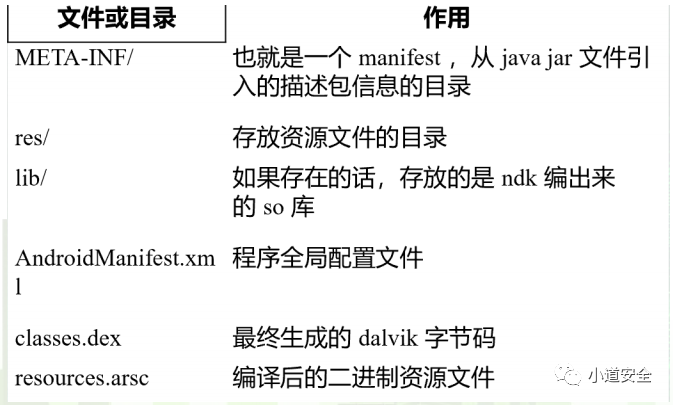 文件或目录 作用
META-INF/ 也就是一个 manifest ，从 java jar 文件引
入的描述包信息的目录
res/ 存放资源文件的目录
lib/ 如果存在的话，存放的是 ndk 编出来
的 so 库
AndroidManifest.xm 程序全局配置文件
l
classes.dex 最终生成的 dalvik 字节码
resources.arsc 编译后的二进制资源文件
小道安全